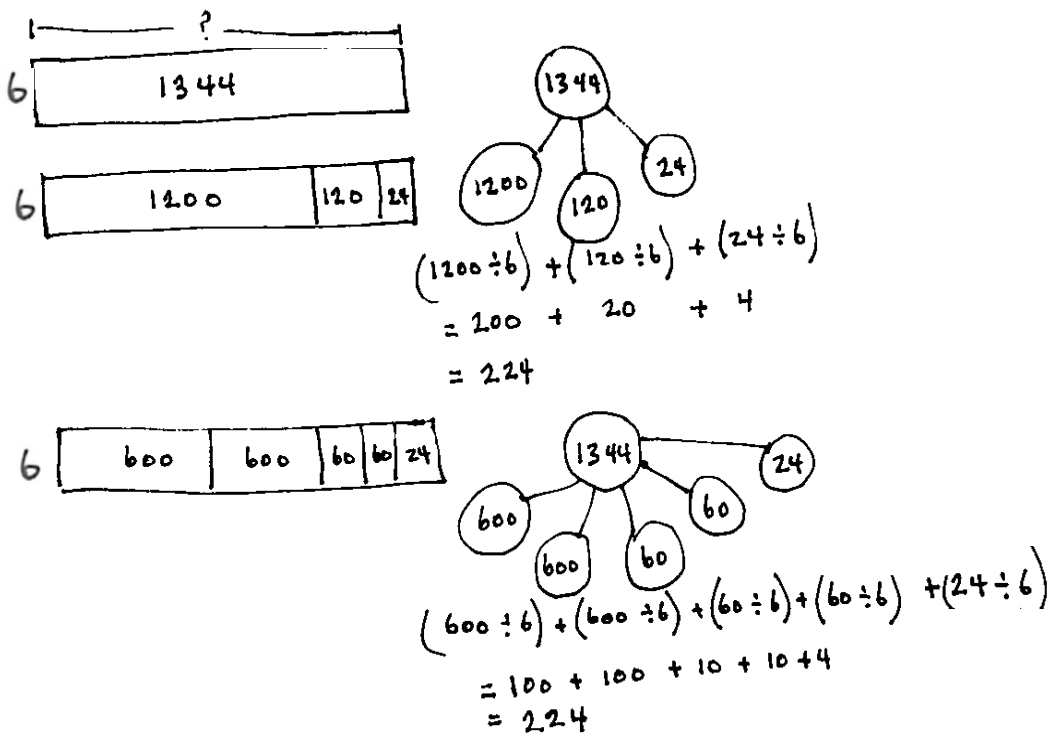 ?
6 1344
1344
1200 120 24
6 1200 120 24
(1200÷6) + (120÷6) + (24÷6)
= 200 + 20 + 4
= 224
6 600 600 60 60 24
1344
24
600 600 60 60
(600÷6) + (600÷6) + (60÷6) + (60÷6) + (24÷6)
= 100 + 100 + 10 + 10 + 4
= 224